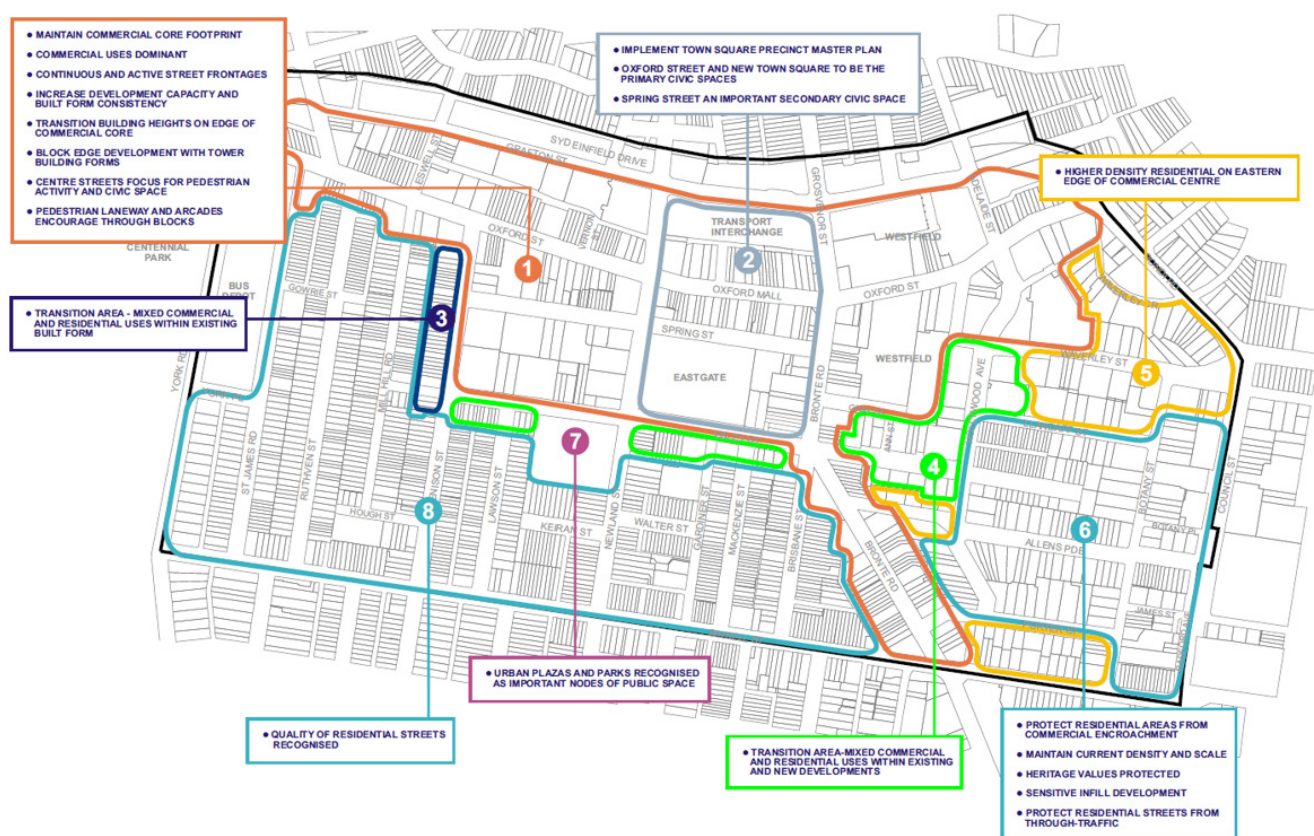 ● MAINTAIN COMMERCIAL CORE FOOTPRINT
● COMMERCIAL USES DOMINANT
● CONTINUOUS AND ACTIVE STREET FRONTAGES
● INCREASE DEVELOPMENT CAPACITY AND
BUILT FORM CONSISTENCY
● TRANSITION BUILDING HEIGHTS ON EDGE OF
COMMERCIAL CORE
● BLOCK EDGE DEVELOPMENT WITH TOWER
BUILDING FORMS
● CENTRE STREETS FOCUS FOR PEDESTRIAN
ACTIVITY AND CIVIC SPACE
● PEDESTRIAN LANEWAY AND ARCADES
ENCOURAGE THROUGH BLOCKS
● IMPLEMENT TOWN SQUARE PRECINCT MASTER PLAN
● OXFORD STREET AND NEW TOWN SQUARE TO BE THE
PRIMARY CIVIC SPACES
● SPRING STREET AN IMPORTANT SECONDARY CIVIC SPACE
● HIGHER DENSITY RESIDENTIAL ON EASTERN
EDGE OF COMMERCIAL CENTRE
● TRANSITION AREA - MIXED COMMERCIAL
AND RESIDENTIAL USES WITHIN EXISTING
BUILT FORM
SYDEINFIELD DRIVE
GRAFTON ST
VERNON
ST
OXFORD ST
GROSVENOR ST
TRANSPORT
INTERCHANGE
WESTFIELD
OXFORD MALL
OXFORD ST
SPRING ST
EASTGATE
WESTFIELD
BRONTE RD
CENTENNIAL
PARK
BUS
GOWRIE ST
YORK RD
MILL HILL RD
ST JAMES RD
RUTHVEN ST
HOUGH ST
LAWSON ST
KEIRAN ST
NEWLAND ST
WALTER ST
GARDINER ST
MACKENZIE ST
BRISBANE ST
BRONTE RD
ANN ST
WAVERLEY ST
BOTANY ST
BOTANY PL
COUNCIL ST
ALLENS PDE
JAMES ST
1
2
3
4
5
6
7
8
● URBAN PLAZAS AND PARKS RECOGNISED
AS IMPORTANT NODES OF PUBLIC SPACE
● QUALITY OF RESIDENTIAL STREETS
RECOGNISED
● TRANSITION AREA-MIXED COMMERCIAL
AND RESIDENTIAL USES WITHIN EXISTING
AND NEW DEVELOPMENTS
● PROTECT RESIDENTIAL AREAS FROM
COMMERCIAL ENCROACHMENT
● MAINTAIN CURRENT DENSITY AND SCALE
● HERITAGE VALUES PROTECTED
● SENSITIVE INFILL DEVELOPMENT
● PROTECT RESIDENTIAL STREETS FROM
THROUGH-TRAFFIC